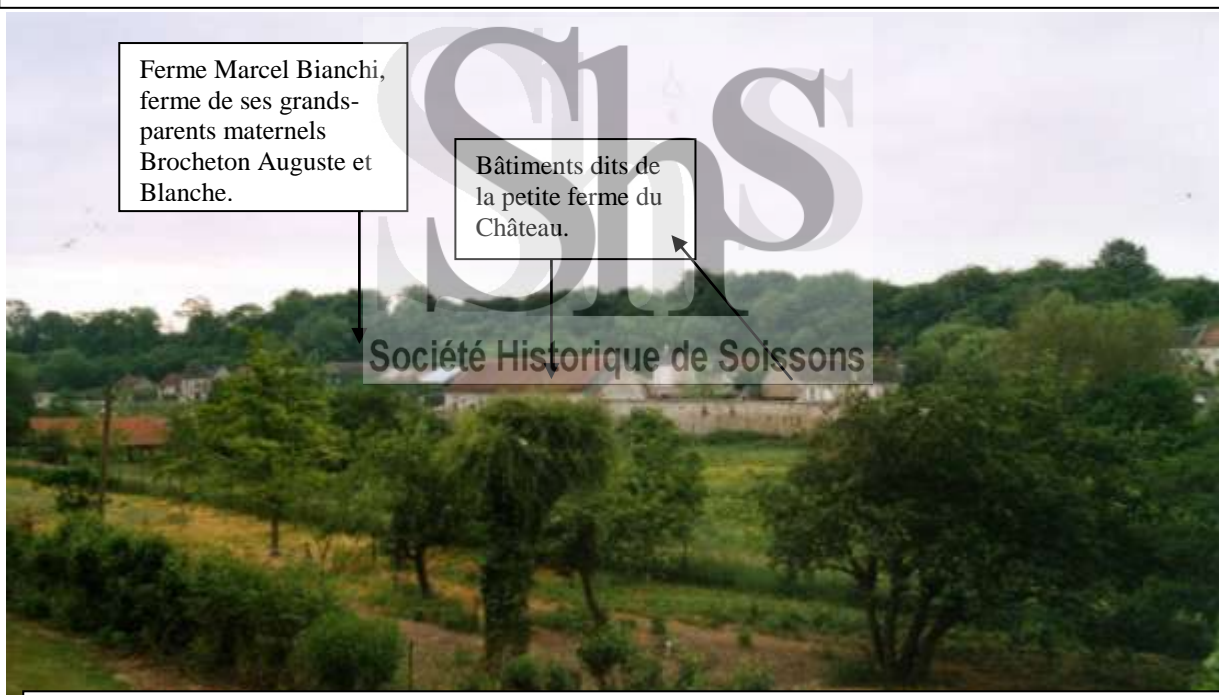 Ferme Marcel Bianchi,
ferme de ses grands-
parents maternels
Brocheton Auguste et
Blanche.
Bâtiments dits de
la petite ferme du
Château.
Shs
Société Historique de Soissons